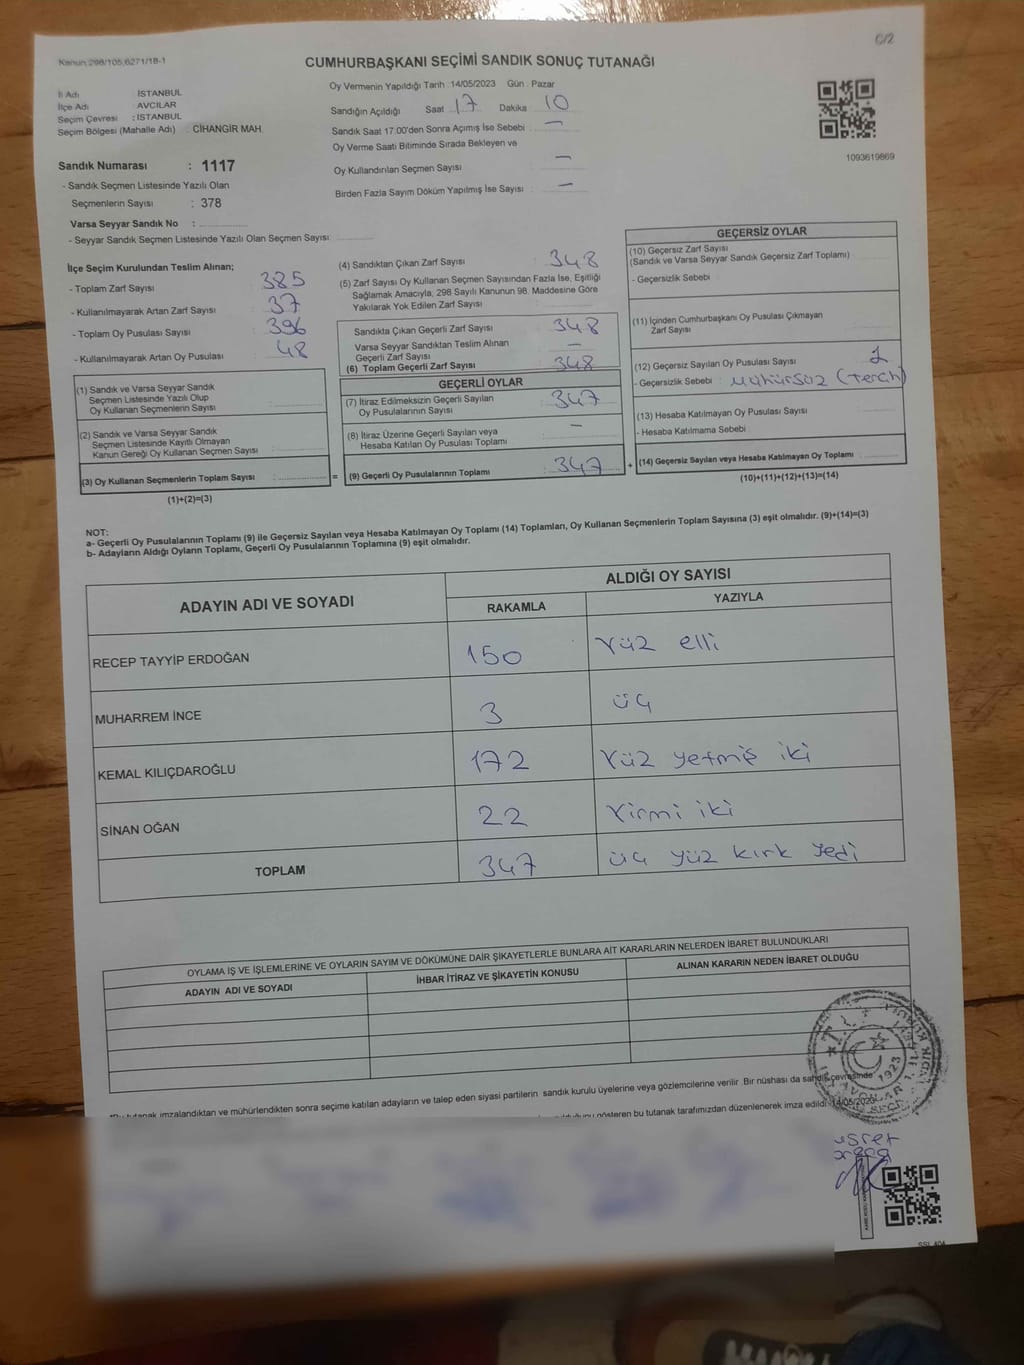 Kanun:298/105,6271/18-1
C/2
CUMHURBAŞKANI SEÇİMİ SANDIK SONUÇ TUTANAĞI
İl Adı : İSTANBUL
İlçe Adı : AVCILAR
Seçim Çevresi : İSTANBUL
Seçim Bölgesi (Mahalle Adı) : CİHANGİR MAH.
Sandık Numarası : 1117
- Sandık Seçmen Listesinde Yazılı Olan
Seçmenlerin Sayısı : 378
Varsa Seyyar Sandık No :
- Seyyar Sandık Seçmen Listesinde Yazılı Olan Seçmen Sayısı:
Oy Vermenin Yapıldığı Tarih : 14/05/2023 Gün : Pazar
Sandığın Açıldığı Saat 17 Dakika 10
Sandık Saat 17.00'den Sonra Açımış İse Sebebi : —
Oy Verme Saati Bitiminde Sırada Bekleyen ve
Oy Kullandırılan Seçmen Sayısı : —
Birden Fazla Sayım Döküm Yapılmış İse Sayısı : —
1093619869
İlçe Seçim Kurulundan Teslim Alınan;
- Toplam Zarf Sayısı : 385
- Kullanılmayarak Artan Zarf Sayısı : 37
- Toplam Oy Pusulası Sayısı : 396
- Kullanılmayarak Artan Oy Pusulası : 48
(1) Sandık ve Varsa Seyyar Sandık
Seçmen Listesinde Yazılı Olup
Oy Kullanan Seçmenlerin Sayısı :
(2) Sandık ve Varsa Seyyar Sandık
Seçmen Listesinde Kayıtlı Olmayan
Kanun Gereği Oy Kullanan Seçmen Sayısı :
(3) Oy Kullanan Seçmenlerin Toplam Sayısı :
(1)+(2)=(3)
=
(4) Sandıktan Çıkan Zarf Sayısı : 348
(5) Zarf Sayısı Oy Kullanan Seçmen Sayısından Fazla İse, Eşitliği
Sağlamak Amacıyla, 298 Sayılı Kanunun 98. Maddesine Göre
Yakılarak Yok Edilen Zarf Sayısı :
Sandıkta Çıkan Geçerli Zarf Sayısı : 348
Varsa Seyyar Sandıktan Teslim Alınan
Geçerli Zarf Sayısı : —
(6) Toplam Geçerli Zarf Sayısı : 348
GEÇERLİ OYLAR
(7) İtiraz Edilmeksizin Geçerli Sayılan
Oy Pusulalarının Sayısı : 347
(8) İtiraz Üzerine Geçerli Sayılan veya
Hesaba Katılan Oy Pusulası Toplamı : —
(9) Geçerli Oy Pusulalarının Toplamı : 347
+
GEÇERSİZ OYLAR
(10) Geçersiz Zarf Sayısı
(Sandık ve Varsa Seyyar Sandık Geçersiz Zarf Toplamı) :
- Geçersizlik Sebebi :
(11) İçinden Cumhurbaşkanı Oy Pusulası Çıkmayan
Zarf Sayısı :
(12) Geçersiz Sayılan Oy Pusulası Sayısı : 1
- Geçersizlik Sebebi : Mühürsüz (Tercih)
(13) Hesaba Katılmayan Oy Pusulası Sayısı :
- Hesaba Katılmama Sebebi :
(14) Geçersiz Sayılan veya Hesaba Katılmayan Oy Toplamı :
(10)+(11)+(12)+(13)=(14)
NOT:
a- Geçerli Oy Pusulalarının Toplamı (9) ile Geçersiz Sayılan veya Hesaba Katılmayan Oy Toplamı (14) Toplamları, Oy Kullanan Seçmenlerin Toplam Sayısına (3) eşit olmalıdır. (9)+(14)=(3)
b- Adayların Aldığı Oyların Toplamı, Geçerli Oy Pusulalarının Toplamına (9) eşit olmalıdır.
ADAYIN ADI VE SOYADI
ALDIĞI OY SAYISI
RAKAMLA YAZIYLA
RECEP TAYYİP ERDOĞAN 150 Yüz elli
MUHARREM İNCE 3 üç
KEMAL KILIÇDAROĞLU 172 Yüz yetmiş iki
SİNAN OĞAN 22 Yirmi iki
TOPLAM 347 üç yüz kırk yedi
OYLAMA İŞ VE İŞLEMLERİNE VE OYLARIN SAYIM VE DÖKÜMÜNE DAİR ŞİKAYETLERLE BUNLARA AİT KARARLARIN NELERDEN İBARET BULUNDUKLARI
ADAYIN ADI VE SOYADI İHBAR İTİRAZ VE ŞİKAYETİN KONUSU ALINAN KARARIN NEDEN İBARET OLDUĞU
tutanak imzalandıktan ve mühürlendikten sonra seçime katılan adayların ve talep eden siyasi partilerin sandık kurulu üyelerine veya gözlemcilerine verilir. Bir nüshası da sandık çevresinde
gösteren bu tutanak tarafımızdan düzenlenerek imza edildi. 14/05/2023
1923